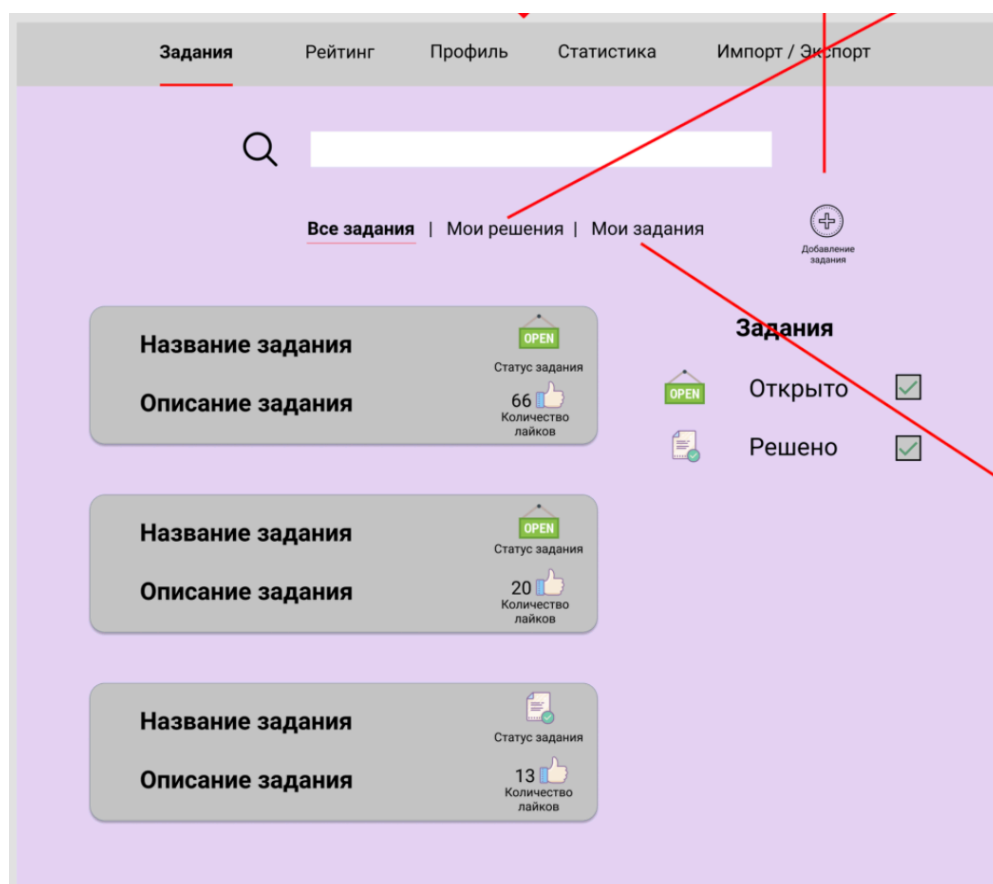 Задания Рейтинг Профиль Статистика Импорт / Экспорт
Все задания | Мои решения | Мои задания
Добавление
задания
Название задания
OPEN
Статус задания
Описание задания
66
Количество
лайков
Задания
OPEN Открыто
Решено
Название задания
OPEN
Статус задания
Описание задания
20
Количество
лайков
Название задания
Статус задания
Описание задания
13
Количество
лайков